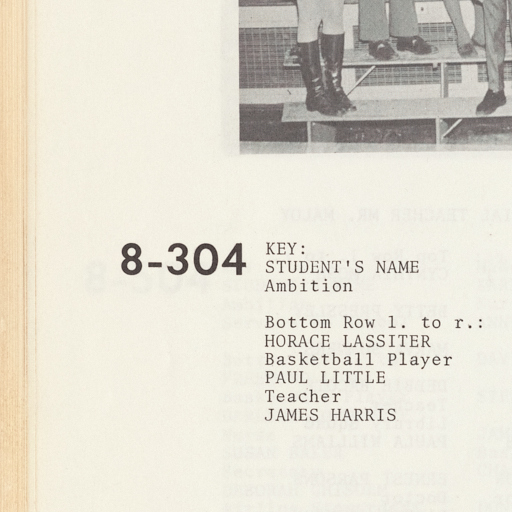 8-304
KEY:
STUDENT'S NAME
Ambition
Bottom Row l. to r.:
HORACE LASSITER
Basketball Player
PAUL LITTLE
Teacher
JAMES HARRIS